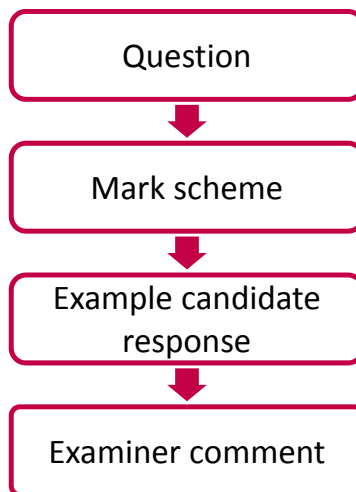 Question
Mark scheme
Example candidate
response
Examiner comment